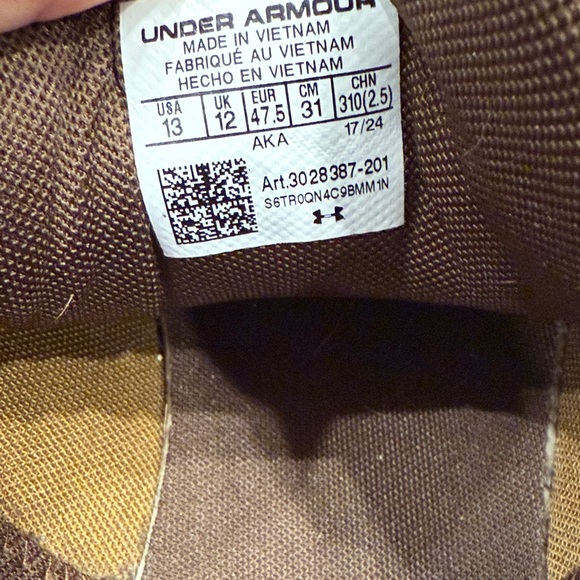 UNDER ARMOUR
MADE IN VIETNAM
FABRIQUÉ AU VIETNAM
HECHO EN VIETNAM
USA UK EUR CM CHN
13 12 47.5 31 310(2.5)
AKA 17/24
Art.3028387-201
S6TR0QN4C9BMM1N